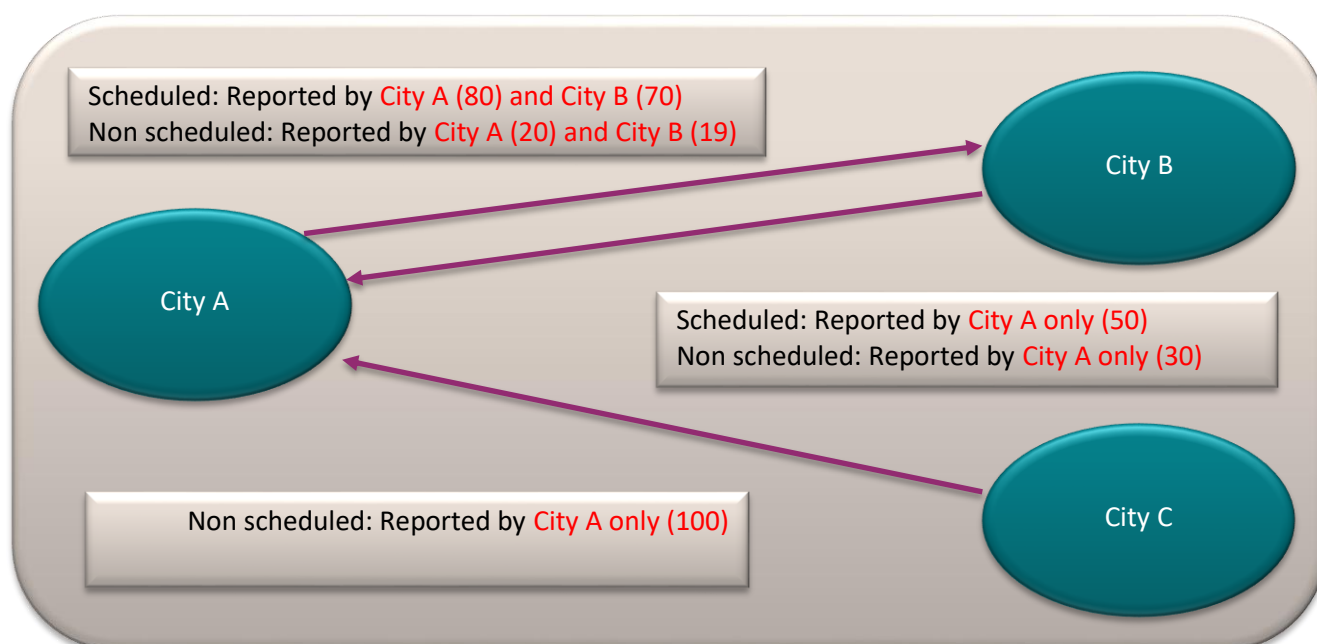 Scheduled: Reported by City A (80) and City B (70)
Non scheduled: Reported by City A (20) and City B (19)
City B
City A
Scheduled: Reported by City A only (50)
Non scheduled: Reported by City A only (30)
Non scheduled: Reported by City A only (100)
City C